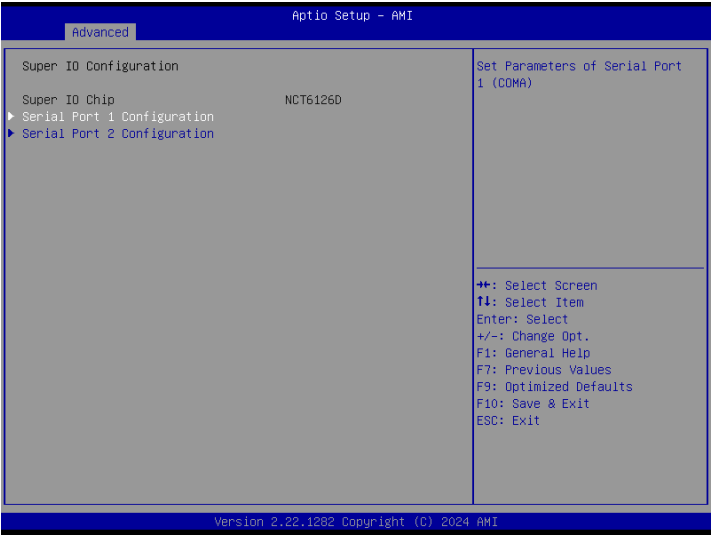 Aptio Setup – AMI
Advanced
Super IO Configuration
Super IO Chip NCT6126D
▶ Serial Port 1 Configuration
▶ Serial Port 2 Configuration
Set Parameters of Serial Port
1 (COMA)
→←: Select Screen
↑↓: Select Item
Enter: Select
+/-: Change Opt.
F1: General Help
F7: Previous Values
F9: Optimized Defaults
F10: Save & Exit
ESC: Exit
Version 2.22.1282 Copyright (C) 2024 AMI